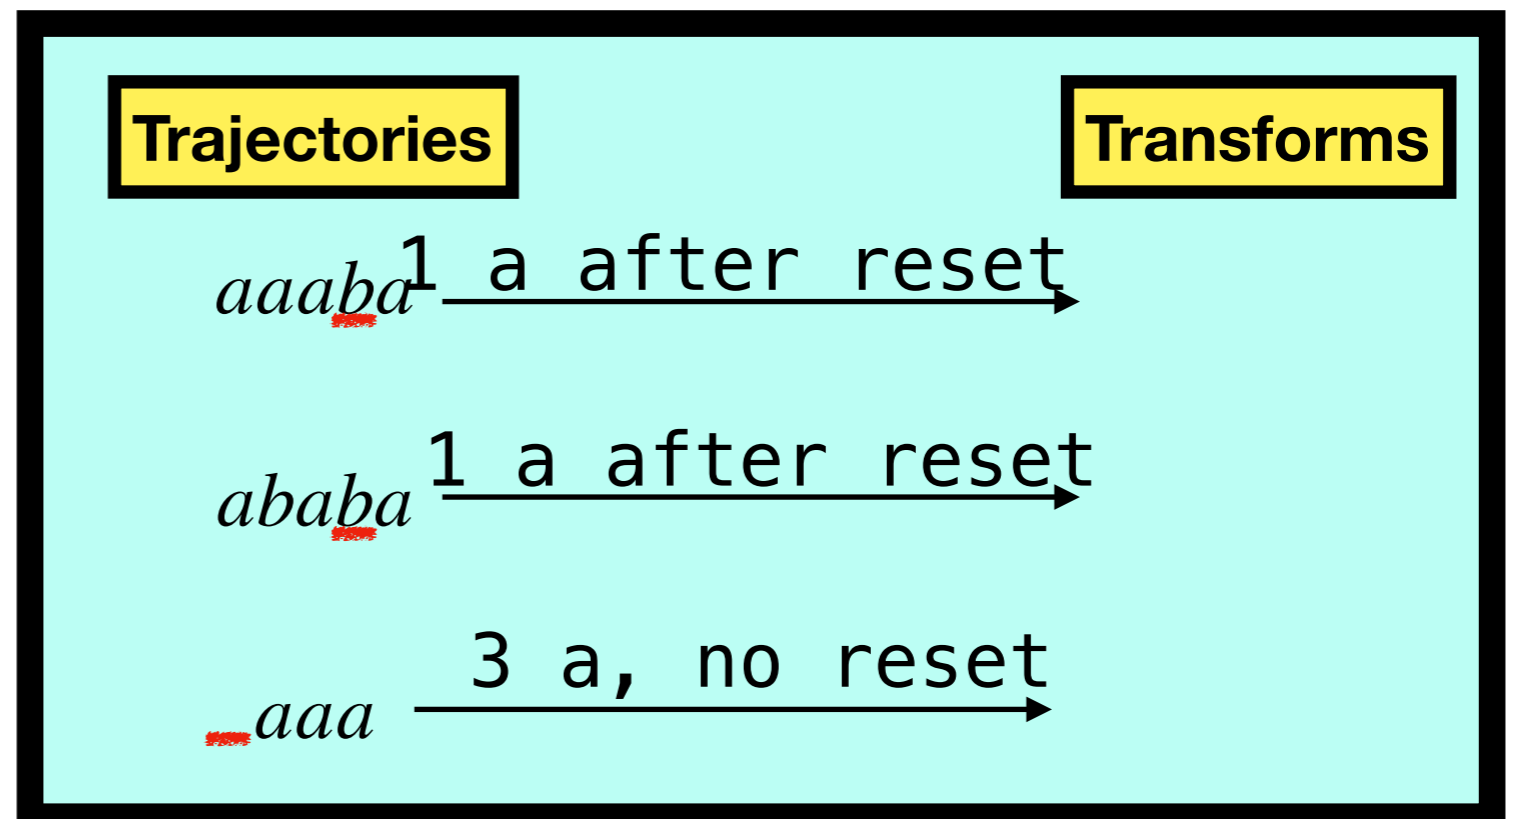 Trajectories Transforms
aaaba 1 a after reset
ababa 1 a after reset
aaa 3 a, no reset